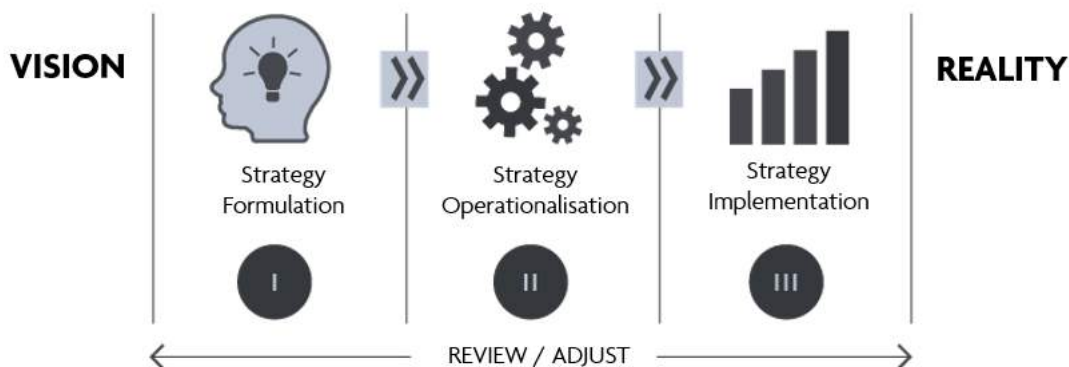 VISION
Strategy
Formulation
I
Strategy
Operationalisation
II
Strategy
Implementation
III
REALITY
REVIEW / ADJUST